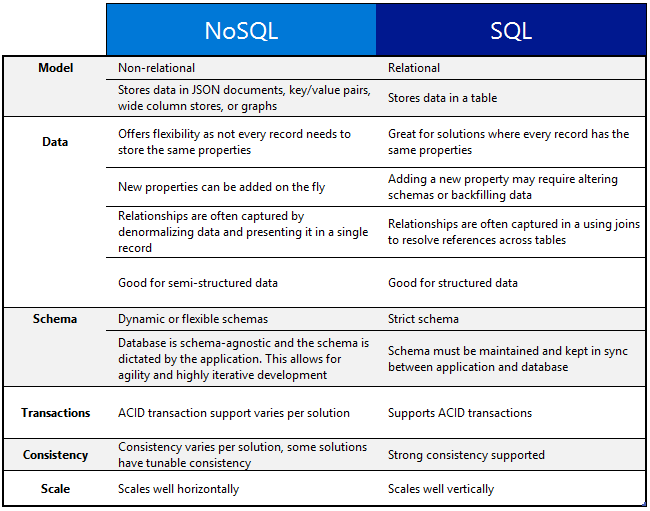 NoSQL SQL
Model Non-relational Relational
Stores data in JSON documents, key/value pairs,
wide column stores, or graphs
Stores data in a table
Data
Offers flexibility as not every record needs to
store the same properties
Great for solutions where every record has the
same properties
New properties can be added on the fly
Adding a new property may require altering
schemas or backfilling data
Relationships are often captured by
denormalizing data and presenting it in a single
record
Relationships are often captured in a using joins
to resolve references across tables
Good for semi-structured data
Good for structured data
Schema Dynamic or flexible schemas Strict schema
Database is schema-agnostic and the schema is
dictated by the application. This allows for
agility and highly iterative development
Schema must be maintained and kept in sync
between application and database
Transactions ACID transaction support varies per solution Supports ACID transactions
Consistency
Consistency varies per solution, some solutions
have tunable consistency
Strong consistency supported
Scale Scales well horizontally Scales well vertically